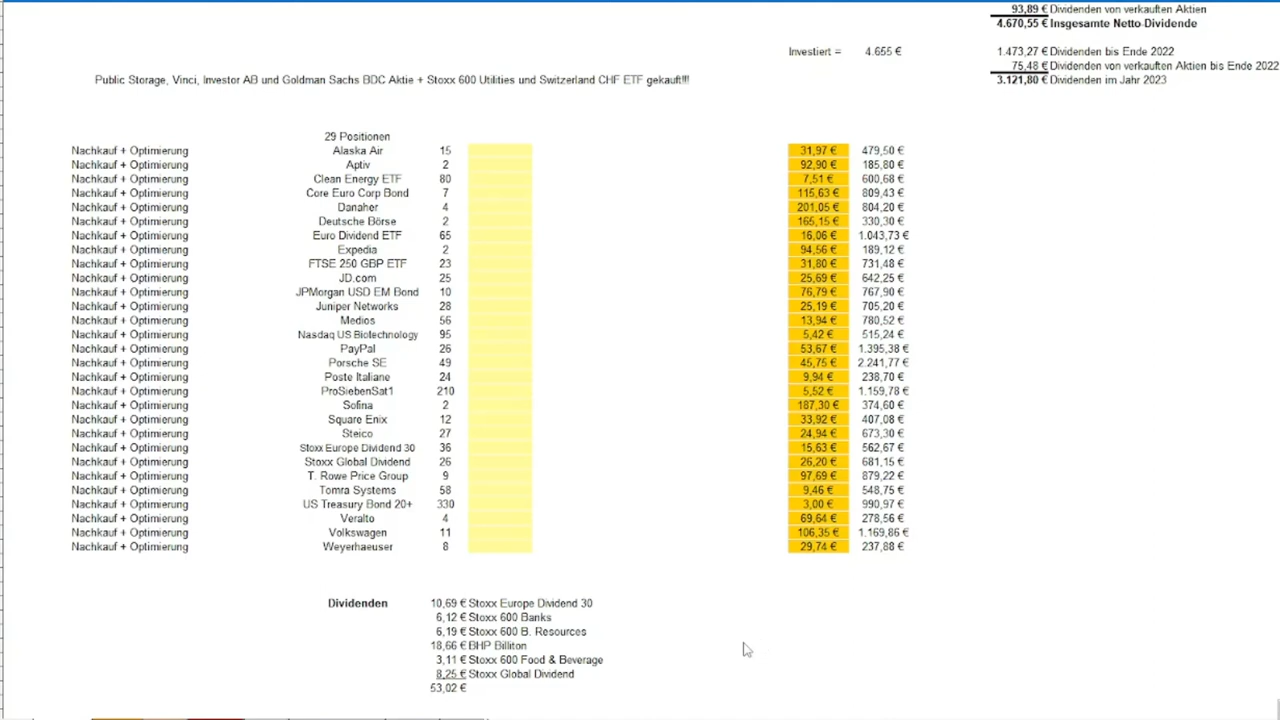 93,89 € Dividenden von verkauften Aktien
4.670,55 € Insgesamte Netto-Dividende
Investiert = 4.655 € 1.473,27 € Dividenden bis Ende 2022
75,48 € Dividenden von verkauften Aktien bis Ende 2022
Public Storage, Vinci, Investor AB und Goldman Sachs BDC Aktie + Stoxx 600 Utilities und Switzerland CHF ETF gekauft!!! 3.121,80 € Dividenden im Jahr 2023
29 Positionen
Nachkauf + Optimierung Alaska Air 15 31,97 € 479,50 €
Nachkauf + Optimierung Aptiv 2 92,90 € 185,80 €
Nachkauf + Optimierung Clean Energy ETF 80 7,51 € 600,68 €
Nachkauf + Optimierung Core Euro Corp Bond 7 115,63 € 809,43 €
Nachkauf + Optimierung Danaher 4 201,05 € 804,20 €
Nachkauf + Optimierung Deutsche Börse 2 165,15 € 330,30 €
Nachkauf + Optimierung Euro Dividend ETF 65 16,06 € 1.043,73 €
Nachkauf + Optimierung Expedia 2 94,56 € 189,12 €
Nachkauf + Optimierung FTSE 250 GBP ETF 23 31,80 € 731,48 €
Nachkauf + Optimierung JD.com 25 25,69 € 642,25 €
Nachkauf + Optimierung JPMorgan USD EM Bond 10 76,79 € 767,90 €
Nachkauf + Optimierung Juniper Networks 28 25,19 € 705,20 €
Nachkauf + Optimierung Medios 56 13,94 € 780,52 €
Nachkauf + Optimierung Nasdaq US Biotechnology 95 5,42 € 515,24 €
Nachkauf + Optimierung PayPal 26 53,67 € 1.395,38 €
Nachkauf + Optimierung Porsche SE 49 45,75 € 2.241,77 €
Nachkauf + Optimierung Poste Italiane 24 9,94 € 238,70 €
Nachkauf + Optimierung ProSiebenSat1 210 5,52 € 1.159,78 €
Nachkauf + Optimierung Sofina 2 187,30 € 374,60 €
Nachkauf + Optimierung Square Enix 12 33,92 € 407,08 €
Nachkauf + Optimierung Steico 27 24,94 € 673,30 €
Nachkauf + Optimierung Stoxx Europe Dividend 30 36 15,63 € 562,67 €
Nachkauf + Optimierung Stoxx Global Dividend 26 26,20 € 681,15 €
Nachkauf + Optimierung T. Rowe Price Group 9 97,69 € 879,22 €
Nachkauf + Optimierung Tomra Systems 58 9,46 € 548,75 €
Nachkauf + Optimierung US Treasury Bond 20+ 330 3,00 € 990,97 €
Nachkauf + Optimierung Veralto 4 69,64 € 278,56 €
Nachkauf + Optimierung Volkswagen 11 106,35 € 1.169,86 €
Nachkauf + Optimierung Weyerhaeuser 8 29,74 € 237,88 €
Dividenden 10,69 € Stoxx Europe Dividend 30
6,12 € Stoxx 600 Banks
6,19 € Stoxx 600 B. Resources
18,66 € BHP Billiton
3,11 € Stoxx 600 Food & Beverage
8,25 € Stoxx Global Dividend
53,02 €